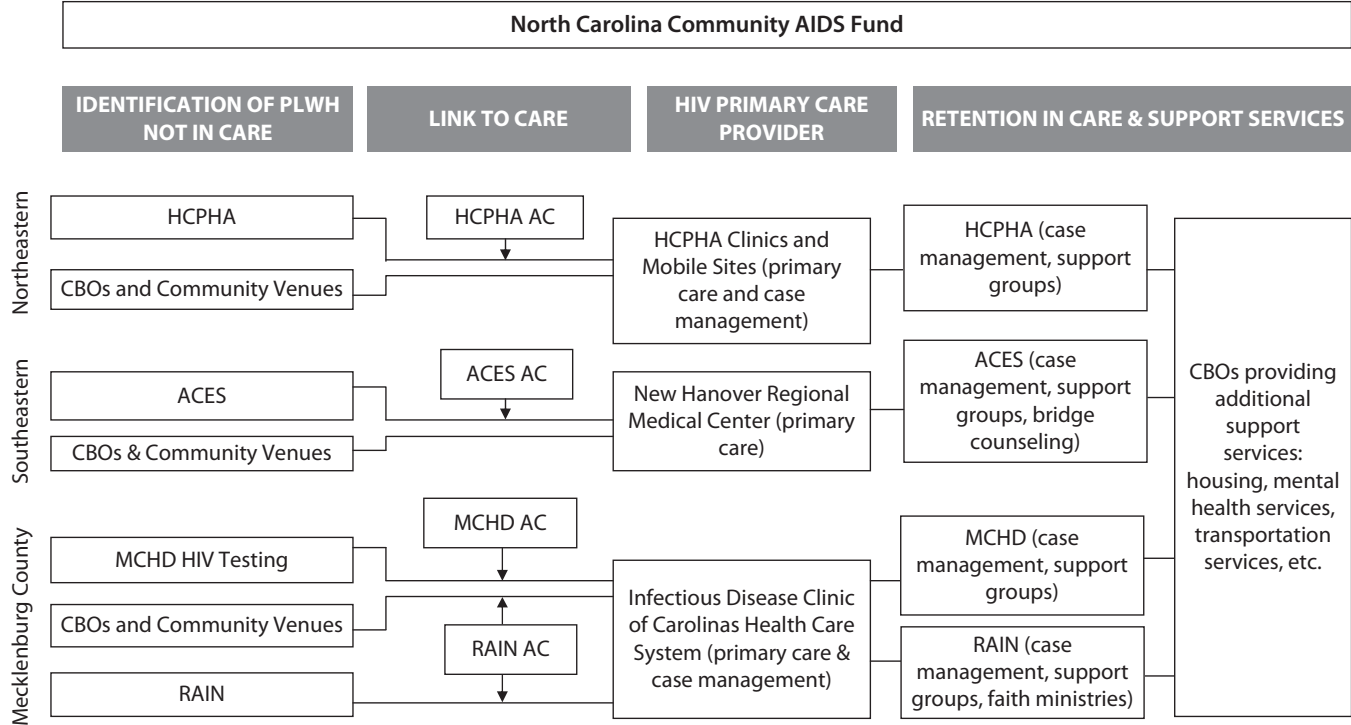 North Carolina Community AIDS Fund
IDENTIFICATION OF PLWH
NOT IN CARE
LINK TO CARE
HIV PRIMARY CARE
PROVIDER
RETENTION IN CARE & SUPPORT SERVICES
Northeastern
HCPHA
CBOs and Community Venues
HCPHA AC
HCPHA Clinics and
Mobile Sites (primary
care and case
management)
HCPHA (case
management, support
groups)
Southeastern
ACES
CBOs & Community Venues
ACES AC
New Hanover Regional
Medical Center (primary
care)
ACES (case
management, support
groups, bridge
counseling)
Mecklenburg County
MCHD HIV Testing
CBOs and Community Venues
RAIN
MCHD AC
RAIN AC
Infectious Disease Clinic
of Carolinas Health Care
System (primary care &
case management)
MCHD (case
management, support
groups)
RAIN (case
management, support
groups, faith ministries)
CBOs providing
additional
support
services:
housing, mental
health services,
transportation
services, etc.